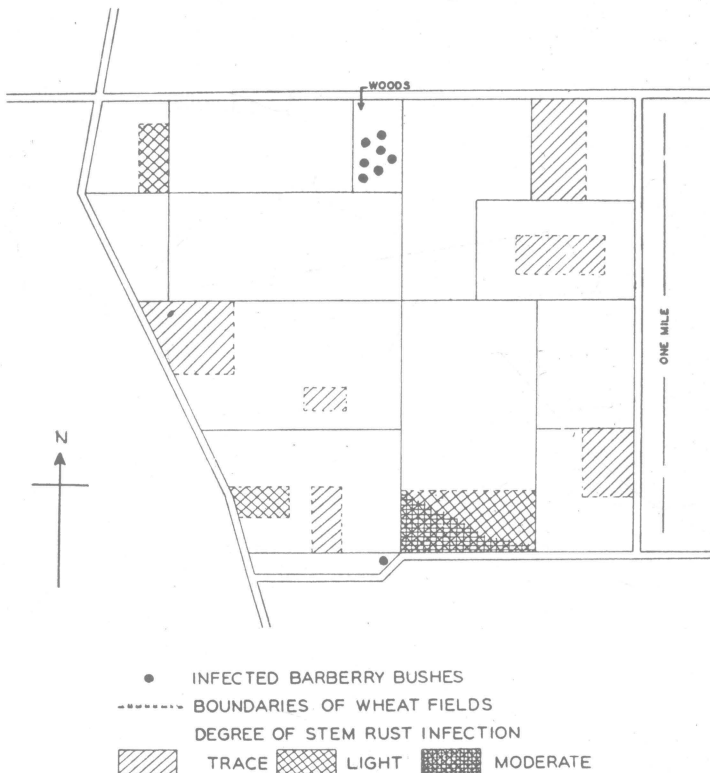 WOODS
ONE MILE
N
INFECTED BARBERRY BUSHES
BOUNDARIES OF WHEAT FIELDS
DEGREE OF STEM RUST INFECTION
TRACE LIGHT MODERATE